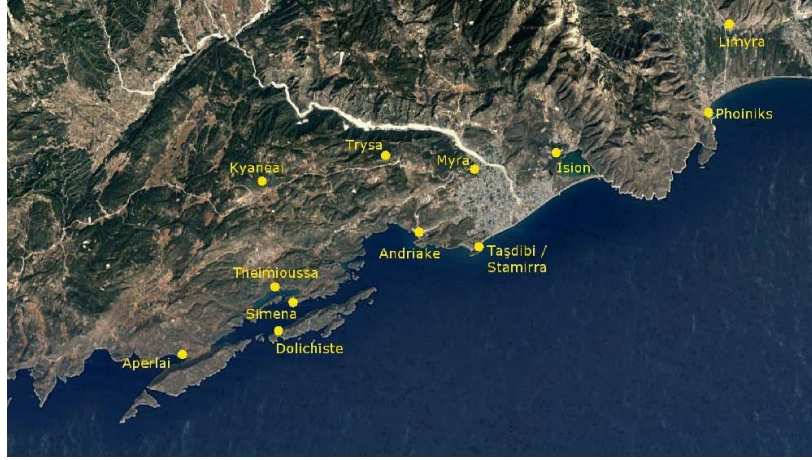 Limyra
Phoiniks
Trysa
Myra
Ision
Kyaneai
Andriake
Taşdibi /
Stamirra
Theimioussa
Simena
Dolichiste
Aperlai